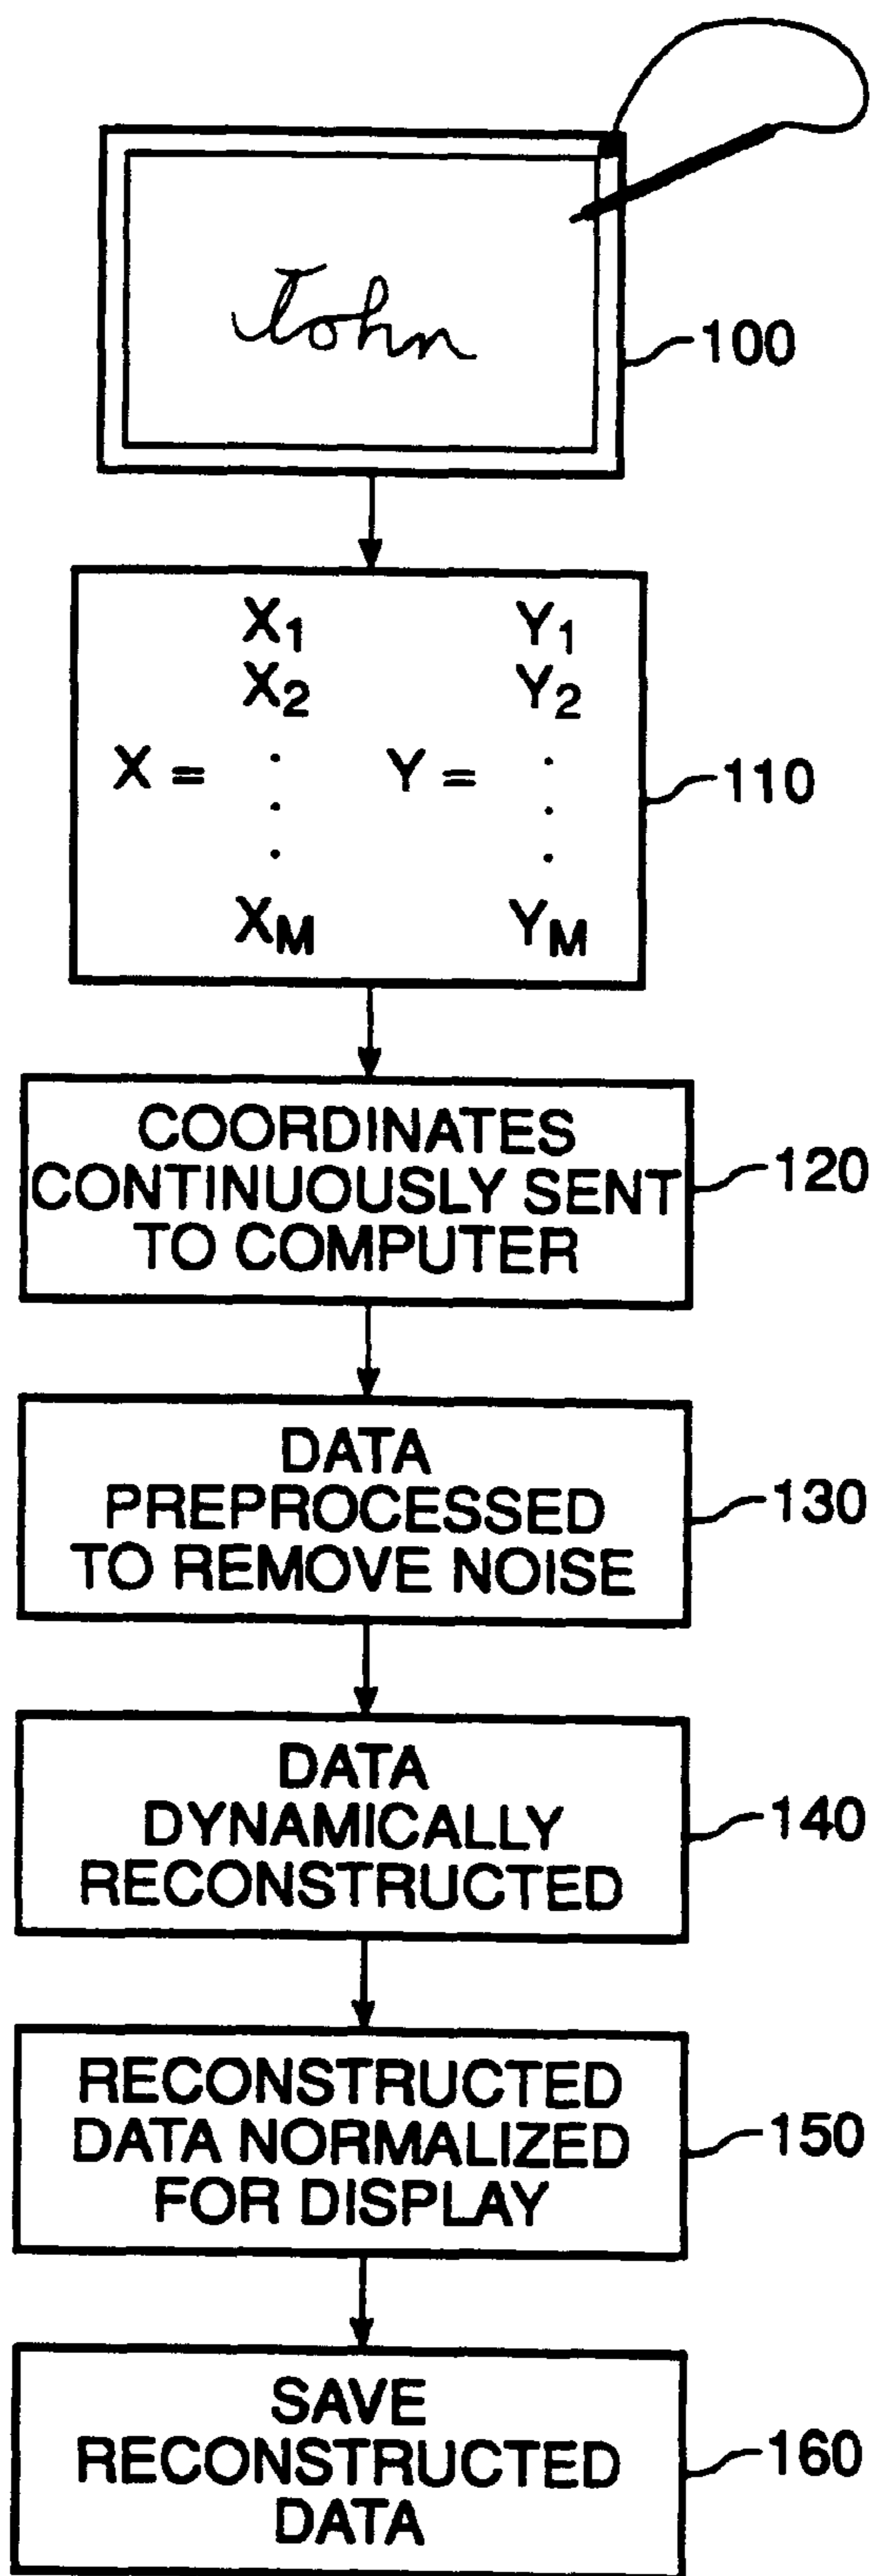 John
100
X1 Y1
X2 Y2
X = . Y = .
. .
. .
XM YM
110
COORDINATES
CONTINUOUSLY SENT
TO COMPUTER
120
DATA
PREPROCESSED
TO REMOVE NOISE
130
DATA
DYNAMICALLY
RECONSTRUCTED
140
RECONSTRUCTED
DATA NORMALIZED
FOR DISPLAY
150
SAVE
RECONSTRUCTED
DATA
160